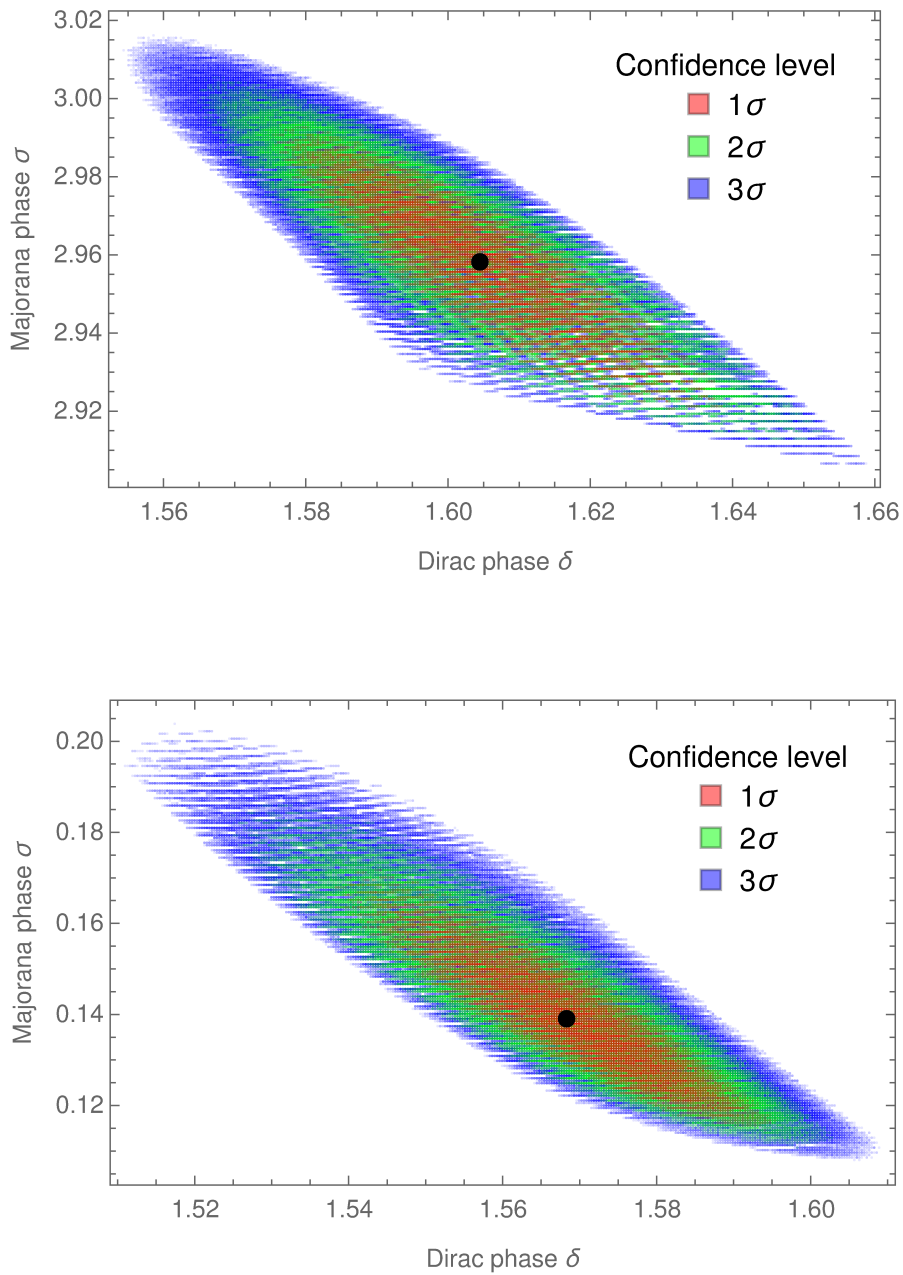 3.02
Confidence level
1σ
3.00
2σ
2.98
3σ
2.96
2.94
2.92
Majorana phase σ
1.56 1.58 1.60 1.62 1.64 1.66
Dirac phase δ
0.20
Confidence level
1σ
0.18
2σ
3σ
0.16
0.14
0.12
Majorana phase σ
1.52 1.54 1.56 1.58 1.60
Dirac phase δ